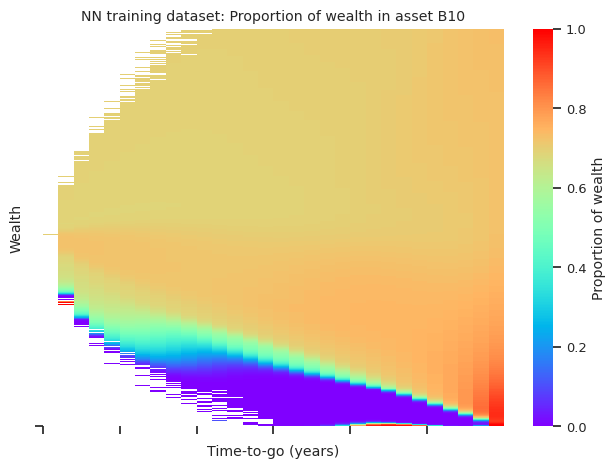 NN training dataset: Proportion of wealth in asset B10
Wealth
Time-to-go (years)
1.0
0.8
0.6
0.4
0.2
0.0
Proportion of wealth